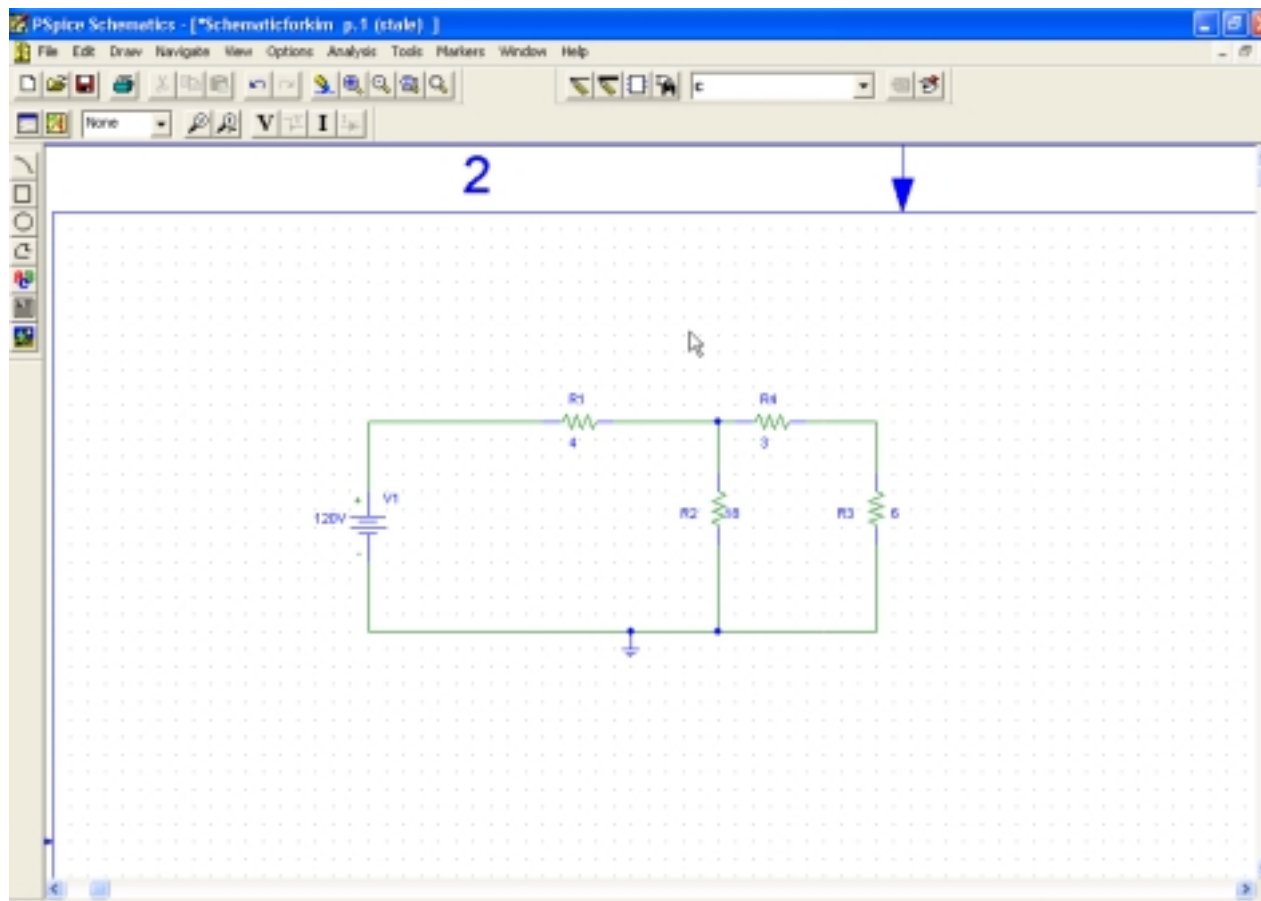 PSpice Schematics - [*Schematicforkim p.1 (stale) ]
File Edit Draw Navigate View Options Analysis Tools Markers Window Help
c
None V I
2
R1 R4
4 3
+ V1
120V
R2 R3 6
-